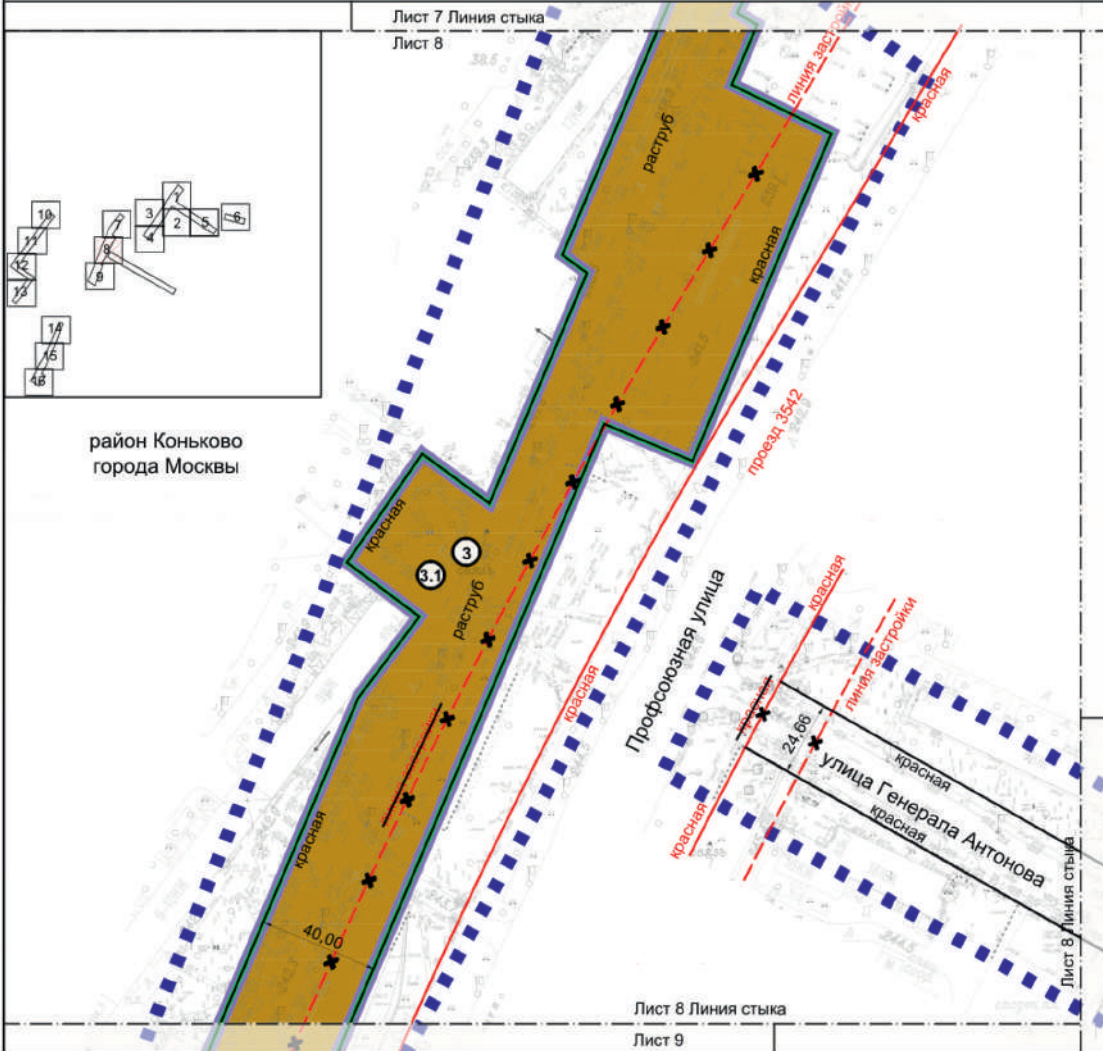 Лист 7 Линия стыка
Лист 8
линия застройки
красная
раструб
красная
1
2
3
4
5
6
7
8
9
10
11
12
13
14
15
16
район Коньково
города Москвы
проезд 3542
красная
3
3.1
раструб
Профсоюзная улица
красная
красная
линия застройки
красная
24,66
улица Генерала Антонова
красная
красная
красная
красная
40,00
Лист 8 Линия стыка
Лист 8 Линия стыка
Лист 9